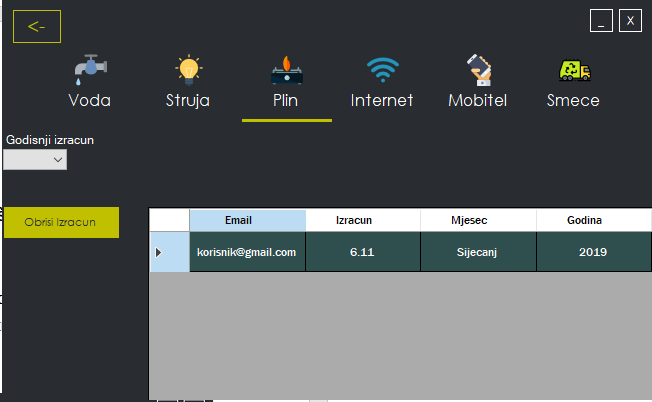 <-
_ X
Voda Struja Plin Internet Mobitel Smece
Godisnji izracun
Obrisi Izracun
Email Izracun Mjesec Godina
korisnik@gmail.com 6.11 Sijecanj 2019